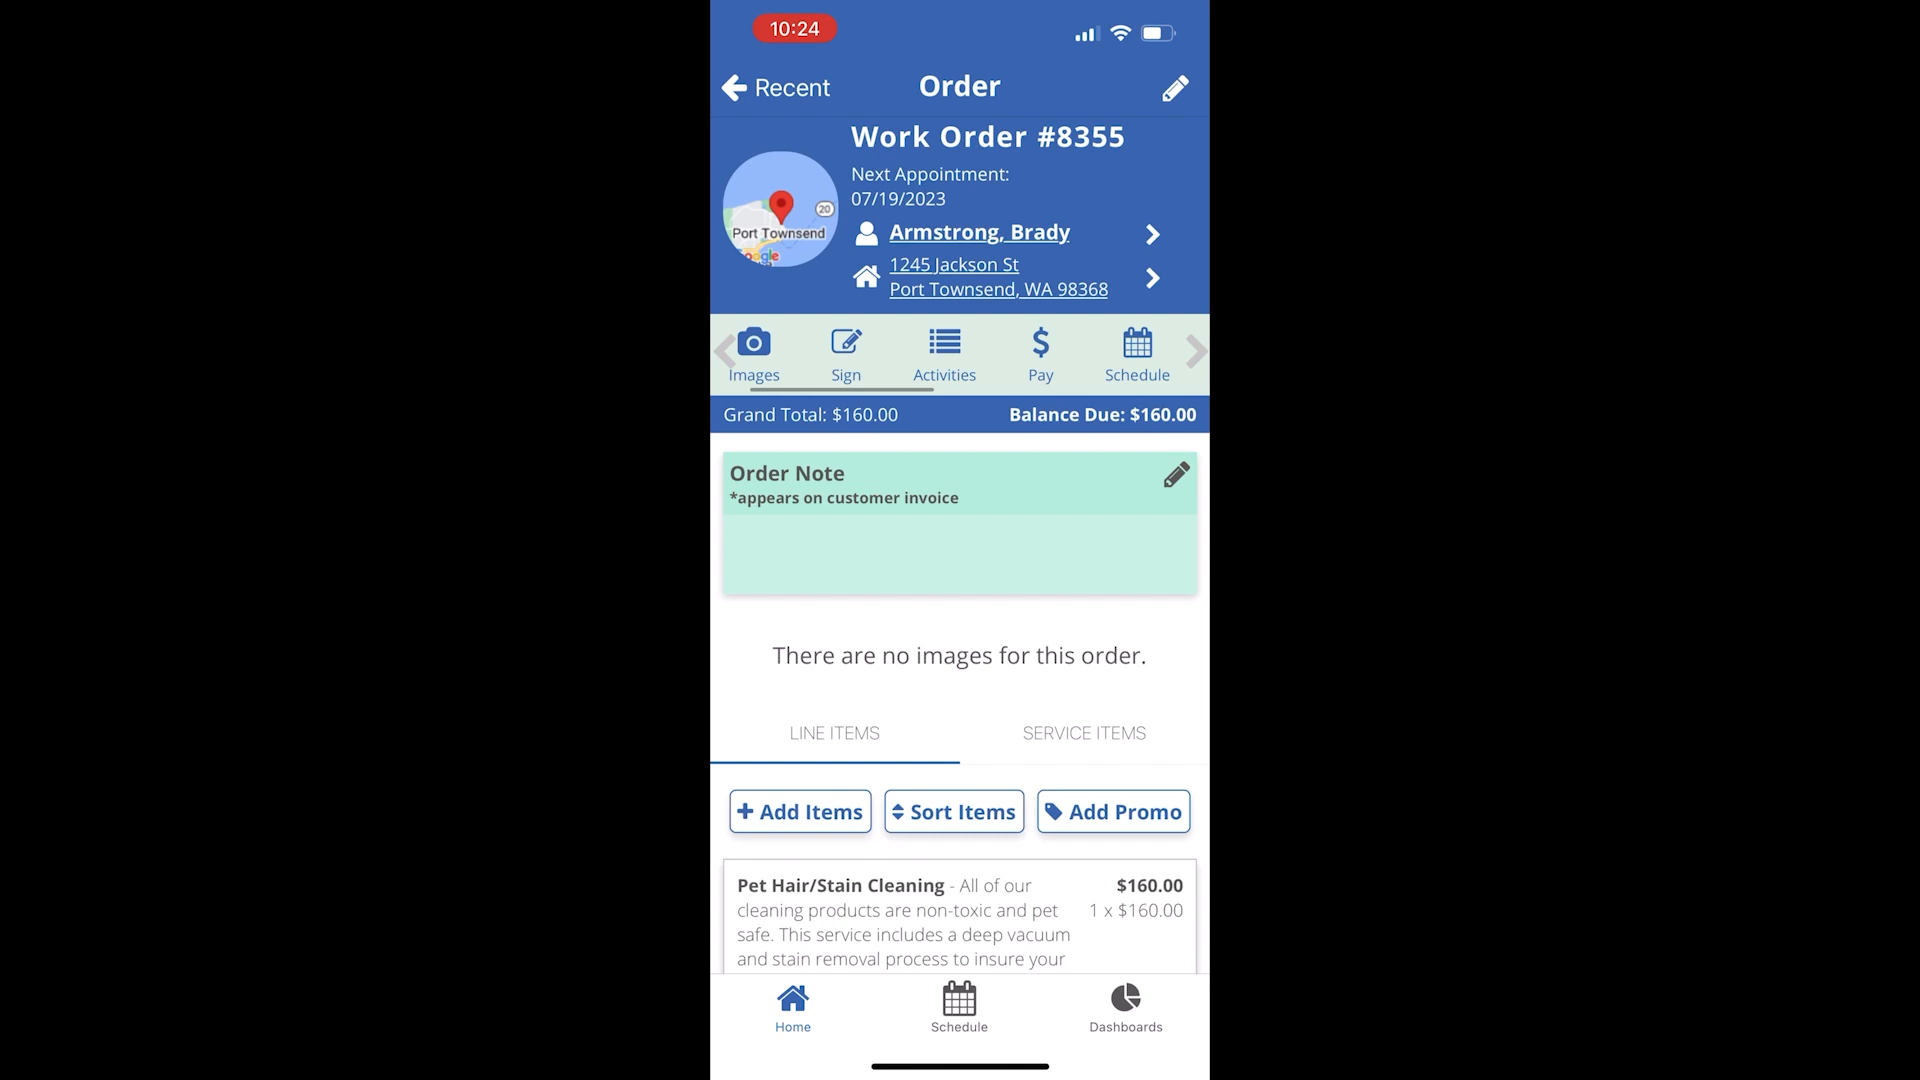 10:24
Recent
Order
Work Order #8355
Next Appointment:
07/19/2023
Armstrong, Brady
1245 Jackson St
Port Townsend, WA 98368
20
Port Townsend
Images
Sign
Activities
Pay
Schedule
Grand Total: $160.00
Balance Due: $160.00
Order Note
*appears on customer invoice
There are no images for this order.
LINE ITEMS
SERVICE ITEMS
Add Items
Sort Items
Add Promo
Pet Hair/Stain Cleaning - All of our
$160.00
cleaning products are non-toxic and pet
1 x $160.00
safe. This service includes a deep vacuum
and stain removal process to insure your
Home
Schedule
Dashboards